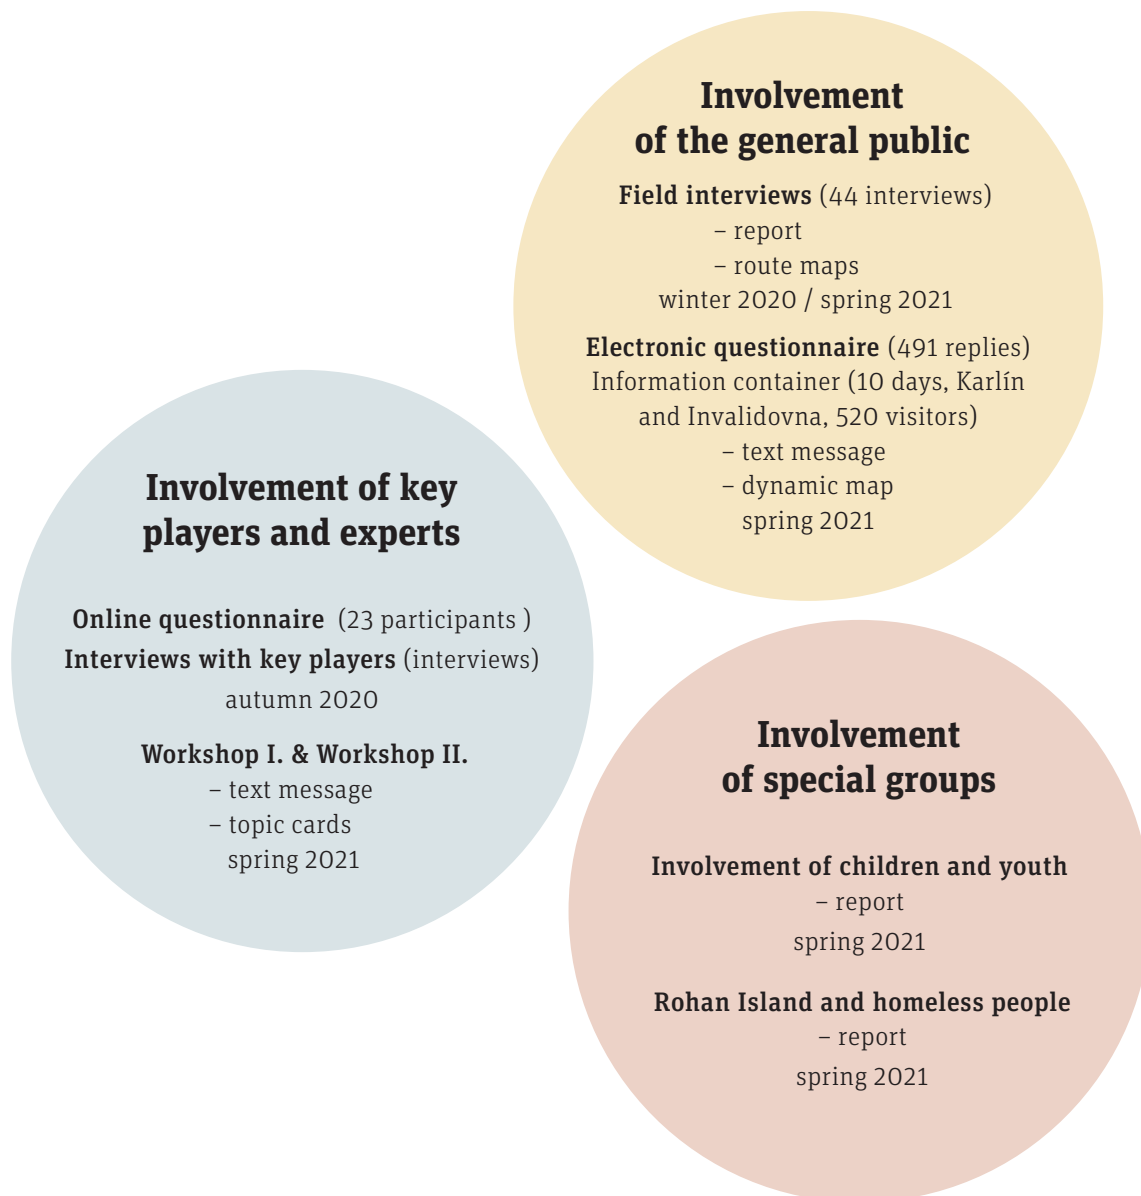 Involvement
of the general public
Field interviews (44 interviews)
– report
– route maps
winter 2020 / spring 2021
Electronic questionnaire (491 replies)
Information container (10 days, Karlín
and Invalidovna, 520 visitors)
– text message
– dynamic map
spring 2021
Involvement of key
players and experts
Online questionnaire (23 participants )
Interviews with key players (interviews)
autumn 2020
Workshop I. & Workshop II.
– text message
– topic cards
spring 2021
Involvement
of special groups
Involvement of children and youth
– report
spring 2021
Rohan Island and homeless people
– report
spring 2021